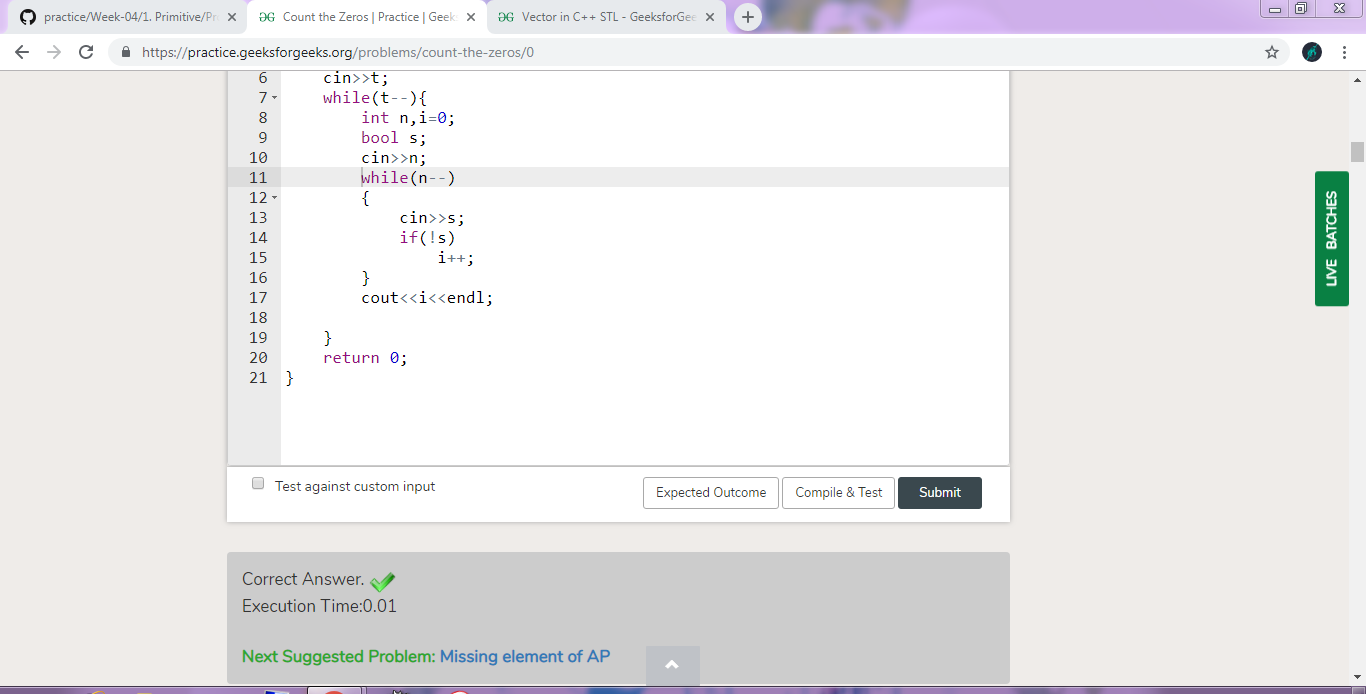 practice/Week-04/1. Primitive/Pr
Count the Zeros | Practice | Geeks
Vector in C++ STL - GeeksforGee
https://practice.geeksforgeeks.org/problems/count-the-zeros/0
6 cin>>t;
7 while(t--){
8 int n,i=0;
9 bool s;
10 cin>>n;
11 while(n--)
12 {
13 cin>>s;
14 if(!s)
15 i++;
16 }
17 cout<<i<<endl;
18
19 }
20 return 0;
21 }
LIVE BATCHES
Test against custom input
Expected Outcome
Compile & Test
Submit
Correct Answer.
Execution Time:0.01
Next Suggested Problem: Missing element of AP